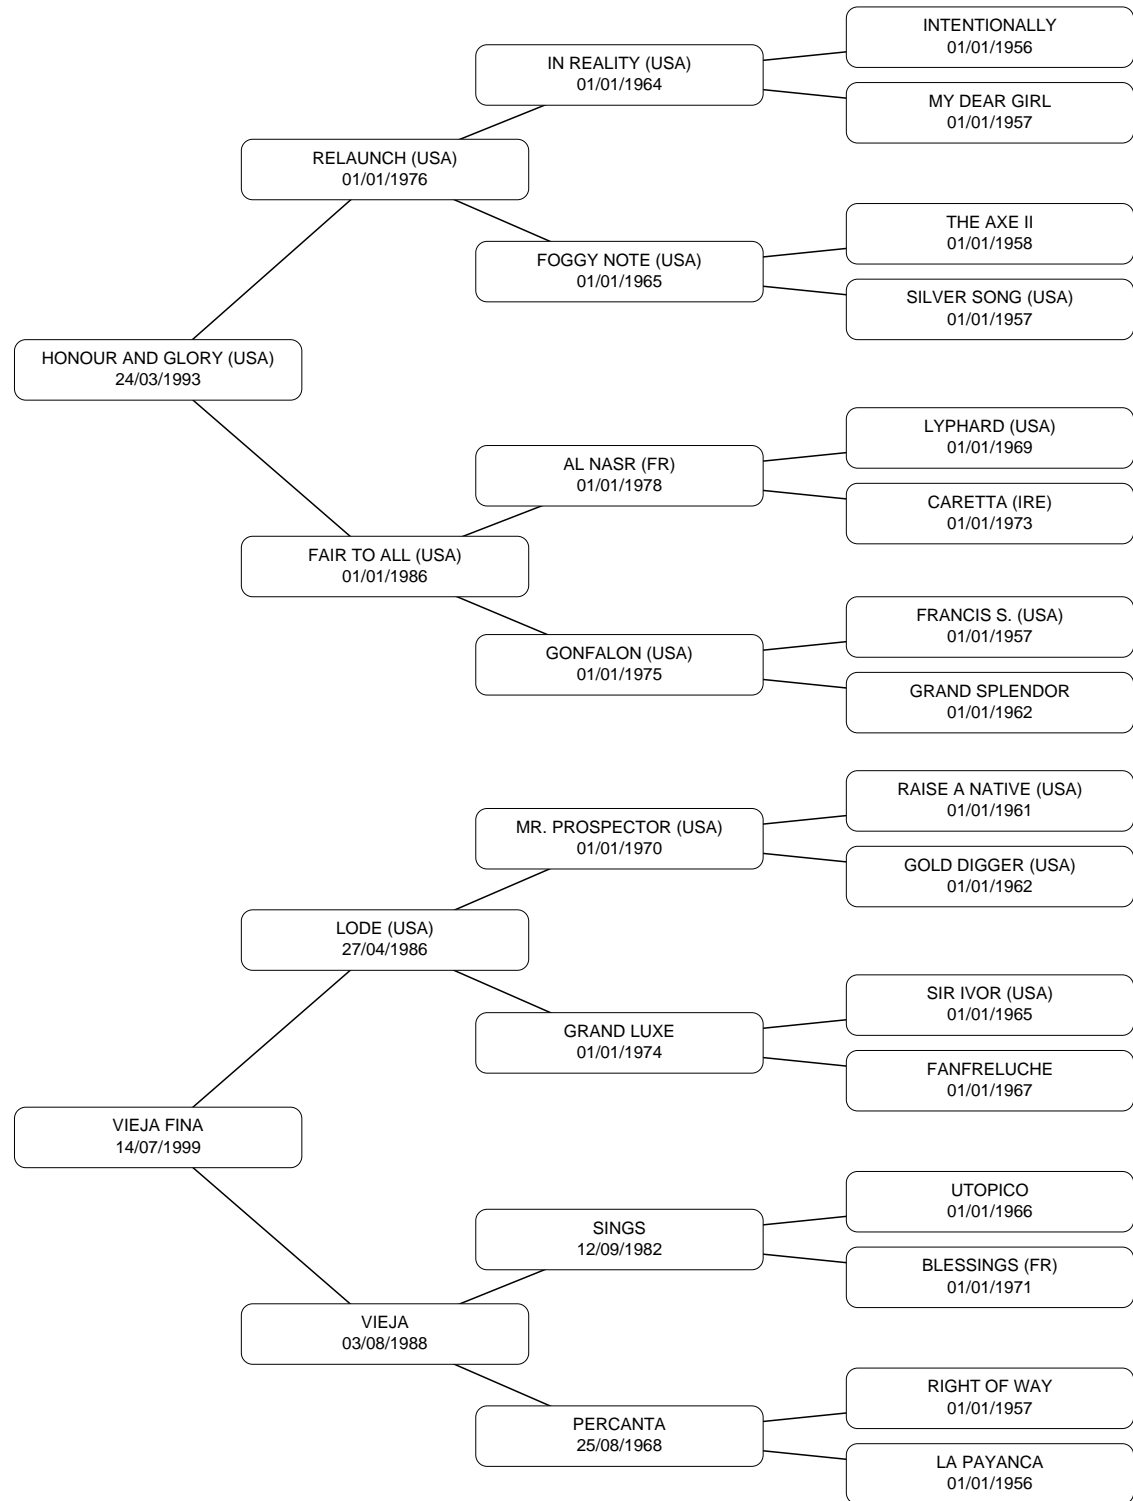 INTENTIONALLY
01/01/1956
IN REALITY (USA)
01/01/1964
MY DEAR GIRL
01/01/1957
RELAUNCH (USA)
01/01/1976
THE AXE II
01/01/1958
FOGGY NOTE (USA)
01/01/1965
SILVER SONG (USA)
01/01/1957
HONOUR AND GLORY (USA)
24/03/1993
LYPHARD (USA)
01/01/1969
AL NASR (FR)
01/01/1978
CARETTA (IRE)
01/01/1973
FAIR TO ALL (USA)
01/01/1986
FRANCIS S. (USA)
01/01/1957
GONFALON (USA)
01/01/1975
GRAND SPLENDOR
01/01/1962
RAISE A NATIVE (USA)
01/01/1961
MR. PROSPECTOR (USA)
01/01/1970
GOLD DIGGER (USA)
01/01/1962
LODE (USA)
27/04/1986
SIR IVOR (USA)
01/01/1965
GRAND LUXE
01/01/1974
FANFRELUCHE
01/01/1967
VIEJA FINA
14/07/1999
UTOPICO
01/01/1966
SINGS
12/09/1982
BLESSINGS (FR)
01/01/1971
VIEJA
03/08/1988
RIGHT OF WAY
01/01/1957
PERCANTA
25/08/1968
LA PAYANCA
01/01/1956